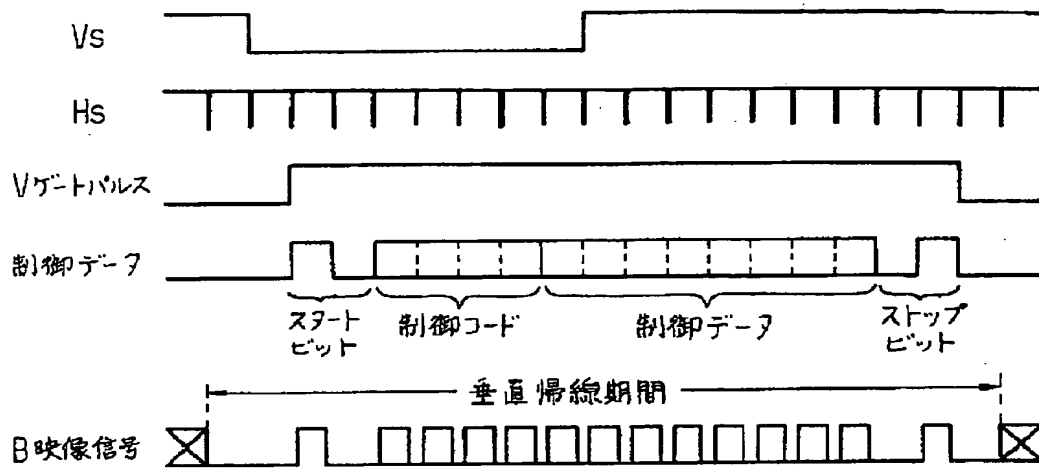 Vs
Hs
Vゲートパルス
制御データ
スタート
ビット
制御コード
制御データ
ストップ
ビット
垂直帰線期間
B映像信号